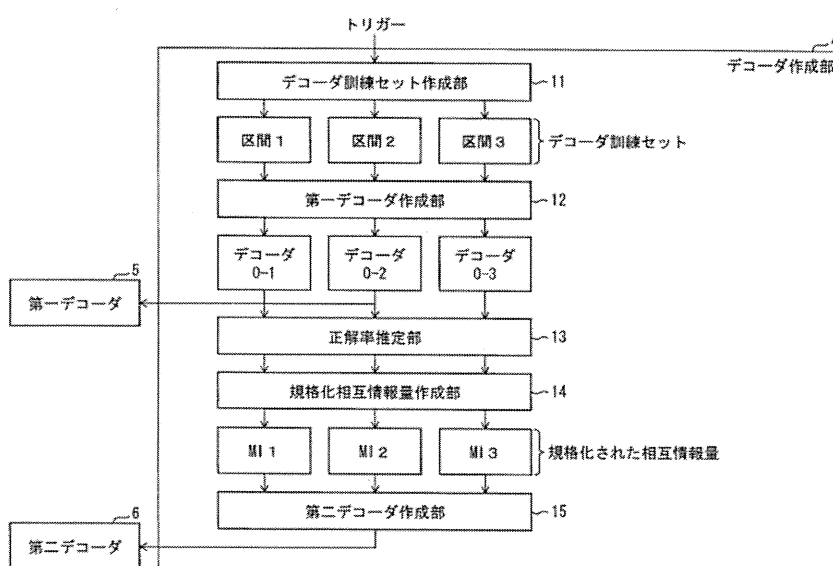 トリガー
デコーダ作成部
デコーダ訓練セット作成部 11
区間1 区間2 区間3 デコーダ訓練セット
第一デコーダ作成部 12
デコーダ 0-1 デコーダ 0-2 デコーダ 0-3
5
第一デコーダ
正解率推定部 13
規格化相互情報量作成部 14
MI1 MI2 MI3 規格化された相互情報量
第二デコーダ作成部 15
6
第二デコーダ